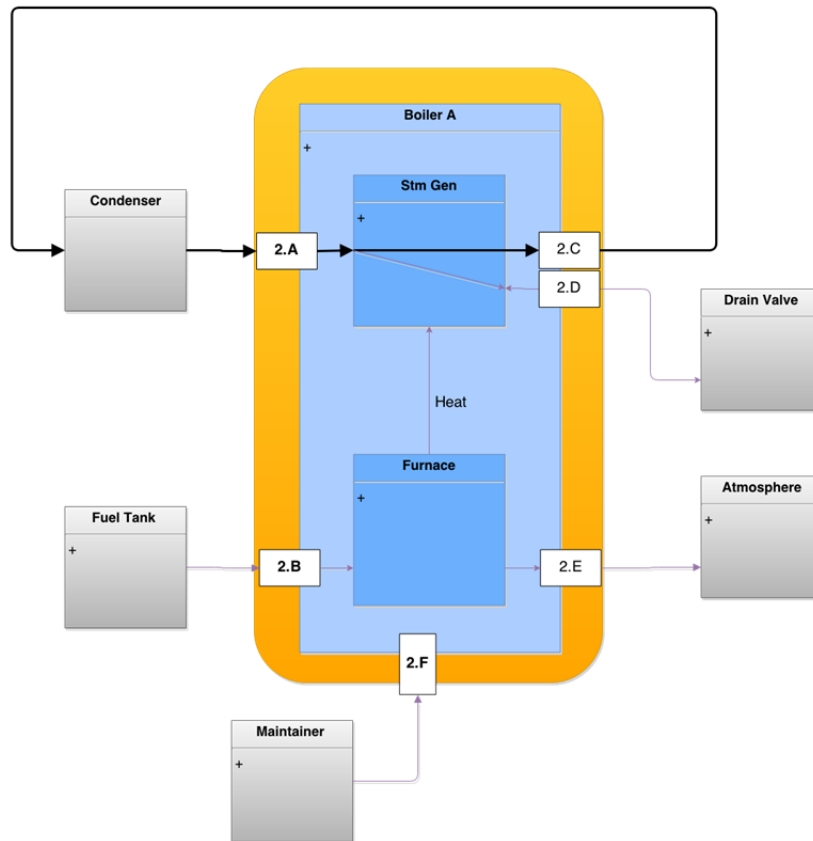 Boiler A
+
Stm Gen
+
Condenser
2.A
2.C
2.D
Drain Valve
+
Heat
Furnace
+
Atmosphere
+
Fuel Tank
+
2.B
2.E
2.F
Maintainer
+